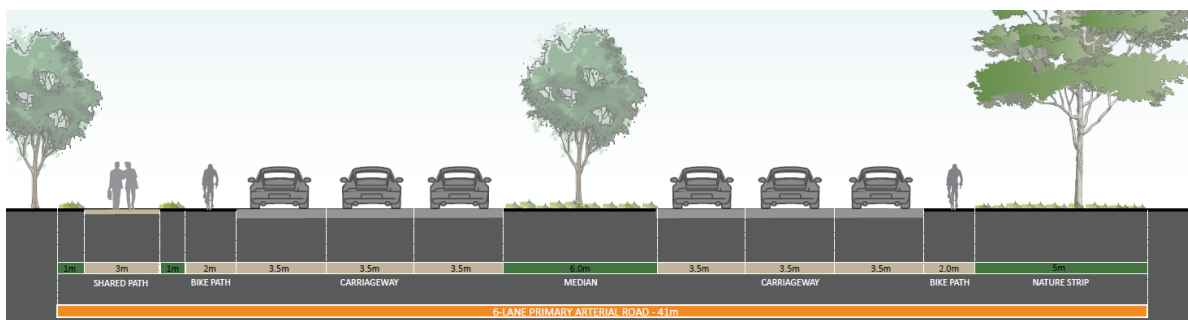 1m 3m 1m 2m 3.5m 3.5m 3.5m 6.0m 3.5m 3.5m 3.5m 2.0m 5m
SHARED PATH BIKE PATH CARRIAGEWAY MEDIAN CARRIAGEWAY BIKE PATH NATURE STRIP
6-LANE PRIMARY ARTERIAL ROAD - 41m